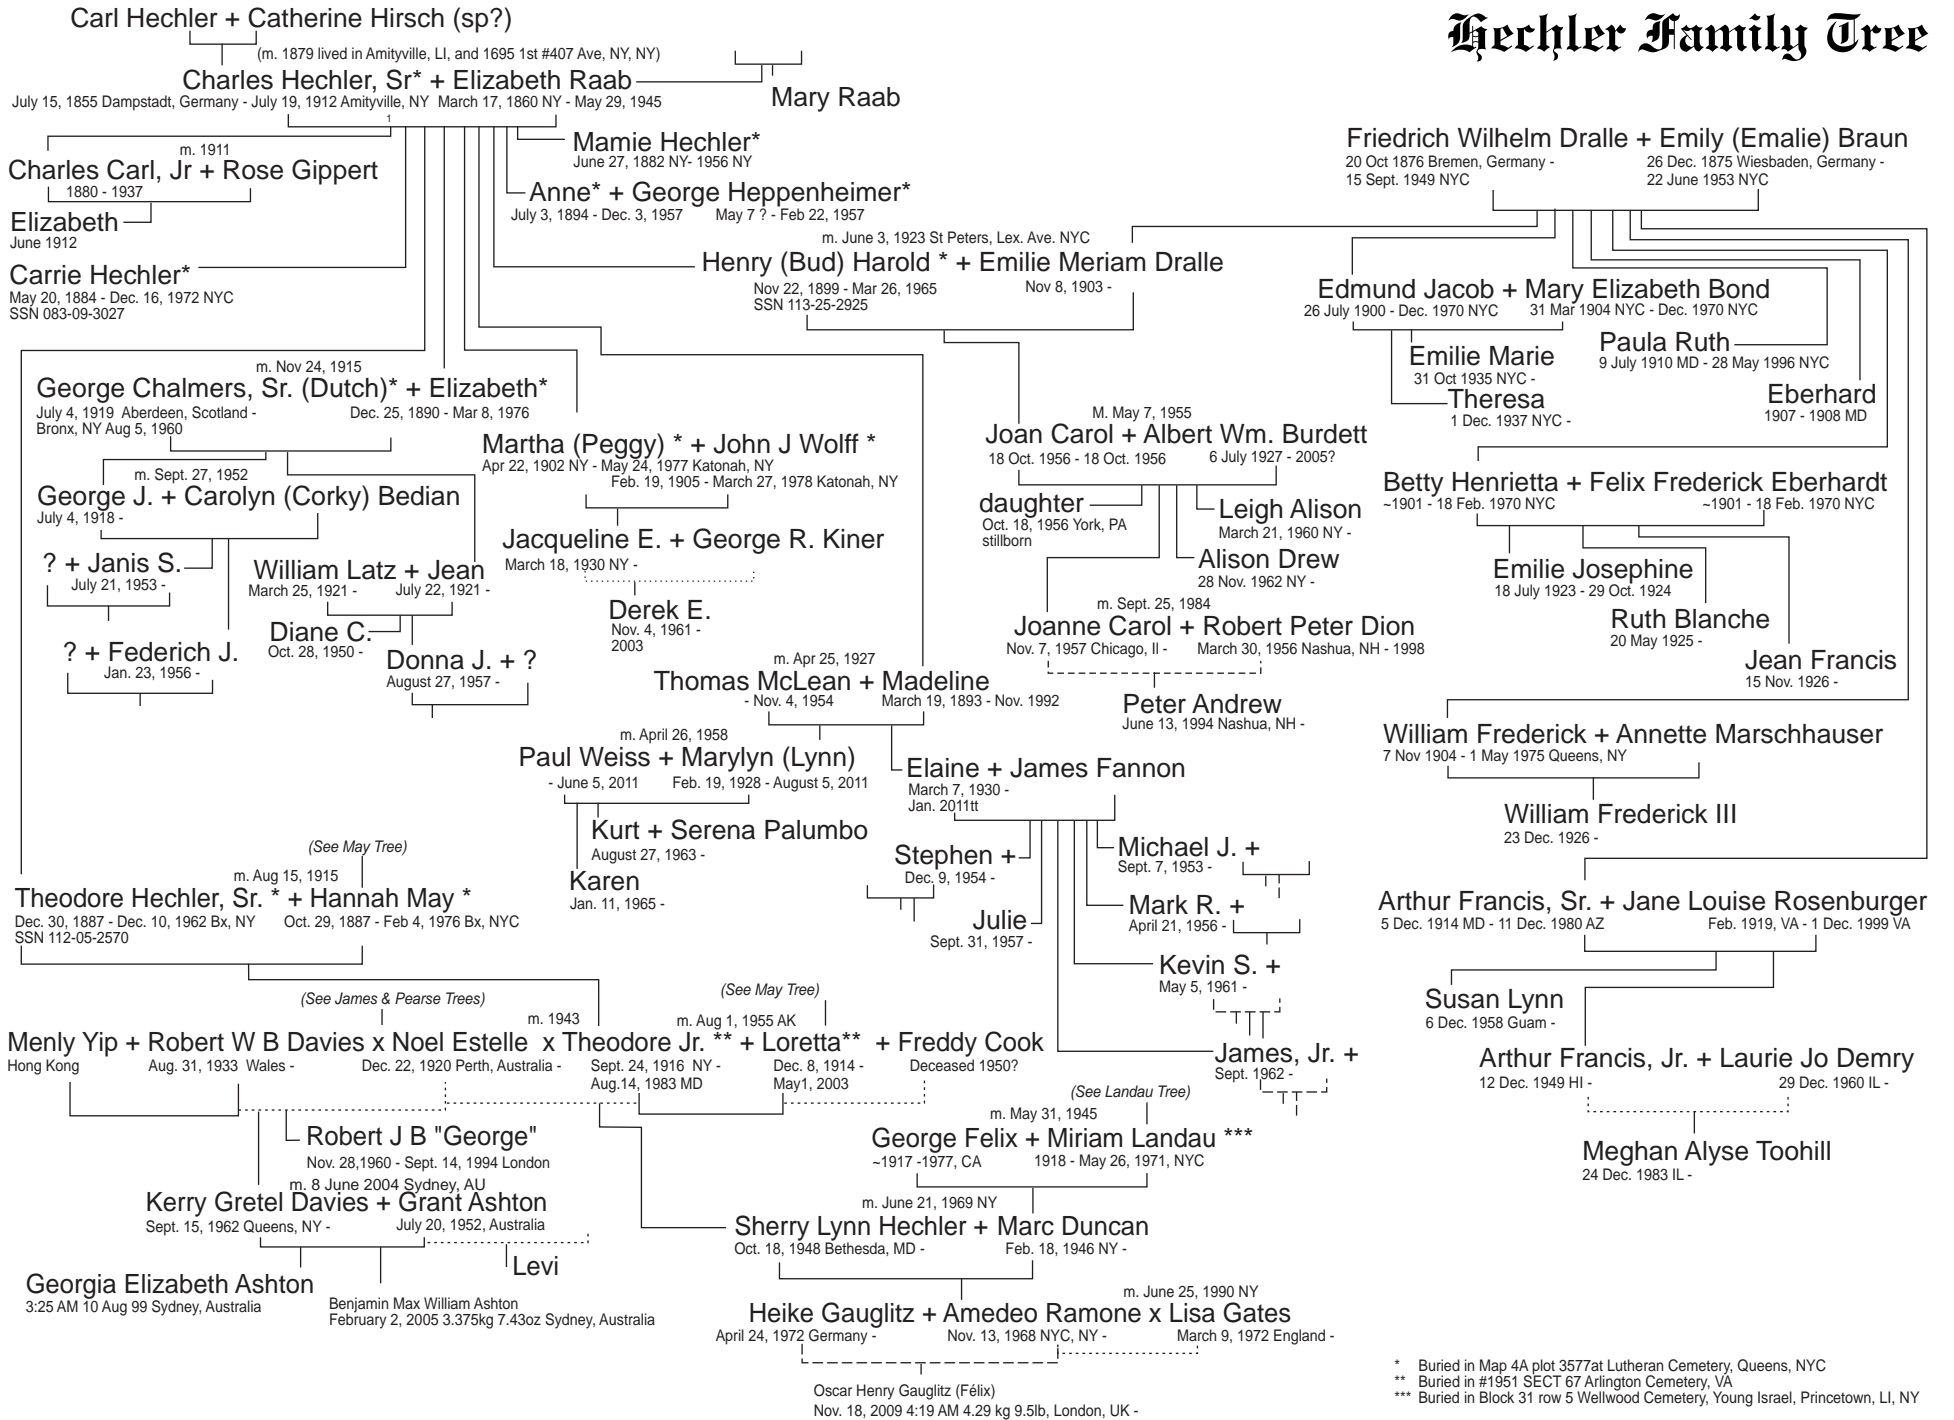 Hechler Family Tree
Carl Hechler + Catherine Hirsch (sp?)
(m. 1879 lived in Amityville, LI, and 1695 1st #407 Ave, NY, NY)
Charles Hechler, Sr* + Elizabeth Raab
July 15, 1855 Dampstadt, Germany - July 19, 1912 Amityville, NY March 17, 1860 NY - May 29, 1945
1
Mary Raab
m. 1911
Charles Carl, Jr + Rose Gippert
1880 - 1937
Elizabeth
June 1912
Carrie Hechler*
May 20, 1884 - Dec. 16, 1972 NYC
SSN 083-09-3027
Mamie Hechler*
June 27, 1882 NY- 1956 NY
Anne* + George Heppenheimer*
July 3, 1894 - Dec. 3, 1957 May 7 ? - Feb 22, 1957
m. June 3, 1923 St Peters, Lex. Ave. NYC
Henry (Bud) Harold * + Emilie Meriam Dralle
Nov 22, 1899 - Mar 26, 1965 Nov 8, 1903 -
SSN 113-25-2925
Friedrich Wilhelm Dralle + Emily (Emalie) Braun
20 Oct 1876 Bremen, Germany - 26 Dec. 1875 Wiesbaden, Germany -
15 Sept. 1949 NYC 22 June 1953 NYC
Edmund Jacob + Mary Elizabeth Bond
26 July 1900 - Dec. 1970 NYC 31 Mar 1904 NYC - Dec. 1970 NYC
Emilie Marie
31 Oct 1935 NYC -
Theresa
1 Dec. 1937 NYC -
Paula Ruth
9 July 1910 MD - 28 May 1996 NYC
Eberhard
1907 - 1908 MD
m. Nov 24, 1915
George Chalmers, Sr. (Dutch)* + Elizabeth*
July 4, 1919 Aberdeen, Scotland - Dec. 25, 1890 - Mar 8, 1976
Bronx, NY Aug 5, 1960
m. Sept. 27, 1952
George J. + Carolyn (Corky) Bedian
July 4, 1918 -
? + Janis S.
July 21, 1953 -
? + Federich J.
Jan. 23, 1956 -
William Latz + Jean
March 25, 1921 - July 22, 1921 -
Diane C.
Oct. 28, 1950 -
Donna J. + ?
August 27, 1957 -
Martha (Peggy) * + John J Wolff *
Apr 22, 1902 NY - May 24, 1977 Katonah, NY
Feb. 19, 1905 - March 27, 1978 Katonah, NY
Jacqueline E. + George R. Kiner
March 18, 1930 NY -
Derek E.
Nov. 4, 1961 -
2003
M. May 7, 1955
Joan Carol + Albert Wm. Burdett
18 Oct. 1956 - 18 Oct. 1956 6 July 1927 - 2005?
daughter
Oct. 18, 1956 York, PA
stillborn
Leigh Alison
March 21, 1960 NY -
Alison Drew
28 Nov. 1962 NY -
m. Sept. 25, 1984
Joanne Carol + Robert Peter Dion
Nov. 7, 1957 Chicago, Il - March 30, 1956 Nashua, NH - 1998
Peter Andrew
June 13, 1994 Nashua, NH -
Betty Henrietta + Felix Frederick Eberhardt
~1901 - 18 Feb. 1970 NYC ~1901 - 18 Feb. 1970 NYC
Emilie Josephine
18 July 1923 - 29 Oct. 1924
Ruth Blanche
20 May 1925 -
Jean Francis
15 Nov. 1926 -
m. Apr 25, 1927
Thomas McLean + Madeline
- Nov. 4, 1954 March 19, 1893 - Nov. 1992
m. April 26, 1958
Paul Weiss + Marylyn (Lynn)
- June 5, 2011 Feb. 19, 1928 - August 5, 2011
Kurt + Serena Palumbo
August 27, 1963 -
Karen
Jan. 11, 1965 -
Elaine + James Fannon
March 7, 1930 -
Jan. 2011tt
Stephen +
Dec. 9, 1954 -
Julie
Sept. 31, 1957 -
Michael J. +
Sept. 7, 1953 -
Mark R. +
April 21, 1956 -
Kevin S. +
May 5, 1961 -
James, Jr. +
Sept. 1962 -
William Frederick + Annette Marschhauser
7 Nov 1904 - 1 May 1975 Queens, NY
William Frederick III
23 Dec. 1926 -
Arthur Francis, Sr. + Jane Louise Rosenburger
5 Dec. 1914 MD - 11 Dec. 1980 AZ Feb. 1919, VA - 1 Dec. 1999 VA
Susan Lynn
6 Dec. 1958 Guam -
Arthur Francis, Jr. + Laurie Jo Demry
12 Dec. 1949 HI - 29 Dec. 1960 IL -
Meghan Alyse Toohill
24 Dec. 1983 IL -
(See May Tree)
m. Aug 15, 1915
Theodore Hechler, Sr. * + Hannah May *
Dec. 30, 1887 - Dec. 10, 1962 Bx, NY Oct. 29, 1887 - Feb 4, 1976 Bx, NYC
SSN 112-05-2570
(See James & Pearse Trees)
(See May Tree)
m. 1943
m. Aug 1, 1955 AK
Menly Yip + Robert W B Davies x Noel Estelle x Theodore Jr. ** + Loretta** + Freddy Cook
Hong Kong Aug. 31, 1933 Wales - Dec. 22, 1920 Perth, Australia - Sept. 24, 1916 NY - Dec. 8, 1914 - Deceased 1950?
Aug.14, 1983 MD May1, 2003
Robert J B "George"
Nov. 28,1960 - Sept. 14, 1994 London
m. 8 June 2004 Sydney, AU
Kerry Gretel Davies + Grant Ashton
Sept. 15, 1962 Queens, NY - July 20, 1952, Australia
Levi
Georgia Elizabeth Ashton
3:25 AM 10 Aug 99 Sydney, Australia
Benjamin Max William Ashton
February 2, 2005 3.375kg 7.43oz Sydney, Australia
(See Landau Tree)
m. May 31, 1945
George Felix + Miriam Landau ***
~1917 -1977, CA 1918 - May 26, 1971, NYC
m. June 21, 1969 NY
Sherry Lynn Hechler + Marc Duncan
Oct. 18, 1948 Bethesda, MD - Feb. 18, 1946 NY -
m. June 25, 1990 NY
Heike Gauglitz + Amedeo Ramone x Lisa Gates
April 24, 1972 Germany - Nov. 13, 1968 NYC, NY - March 9, 1972 England -
Oscar Henry Gauglitz (Félix)
Nov. 18, 2009 4:19 AM 4.29 kg 9.5lb, London, UK -
* Buried in Map 4A plot 3577at Lutheran Cemetery, Queens, NYC
** Buried in #1951 SECT 67 Arlington Cemetery, VA
*** Buried in Block 31 row 5 Wellwood Cemetery, Young Israel, Princetown, LI, NY